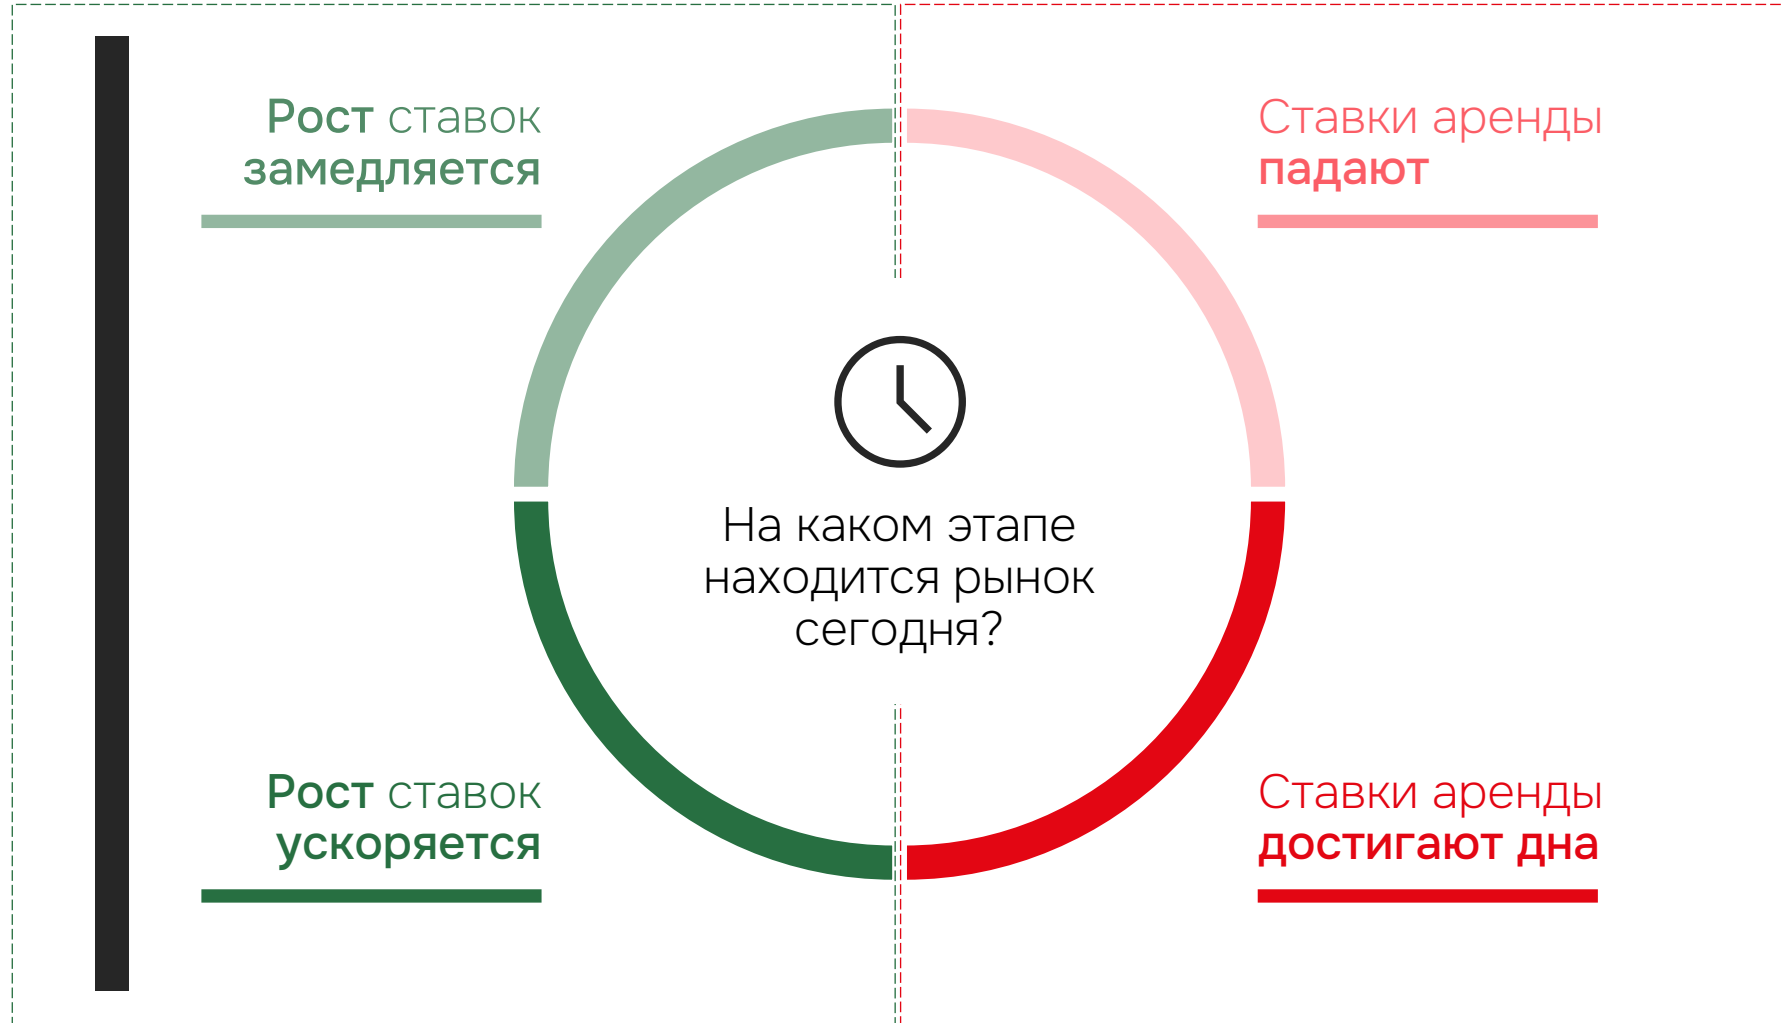 Рост ставок
замедляется
Ставки аренды
падают
На каком этапе
находится рынок
сегодня?
Рост ставок
ускоряется
Ставки аренды
достигают дна